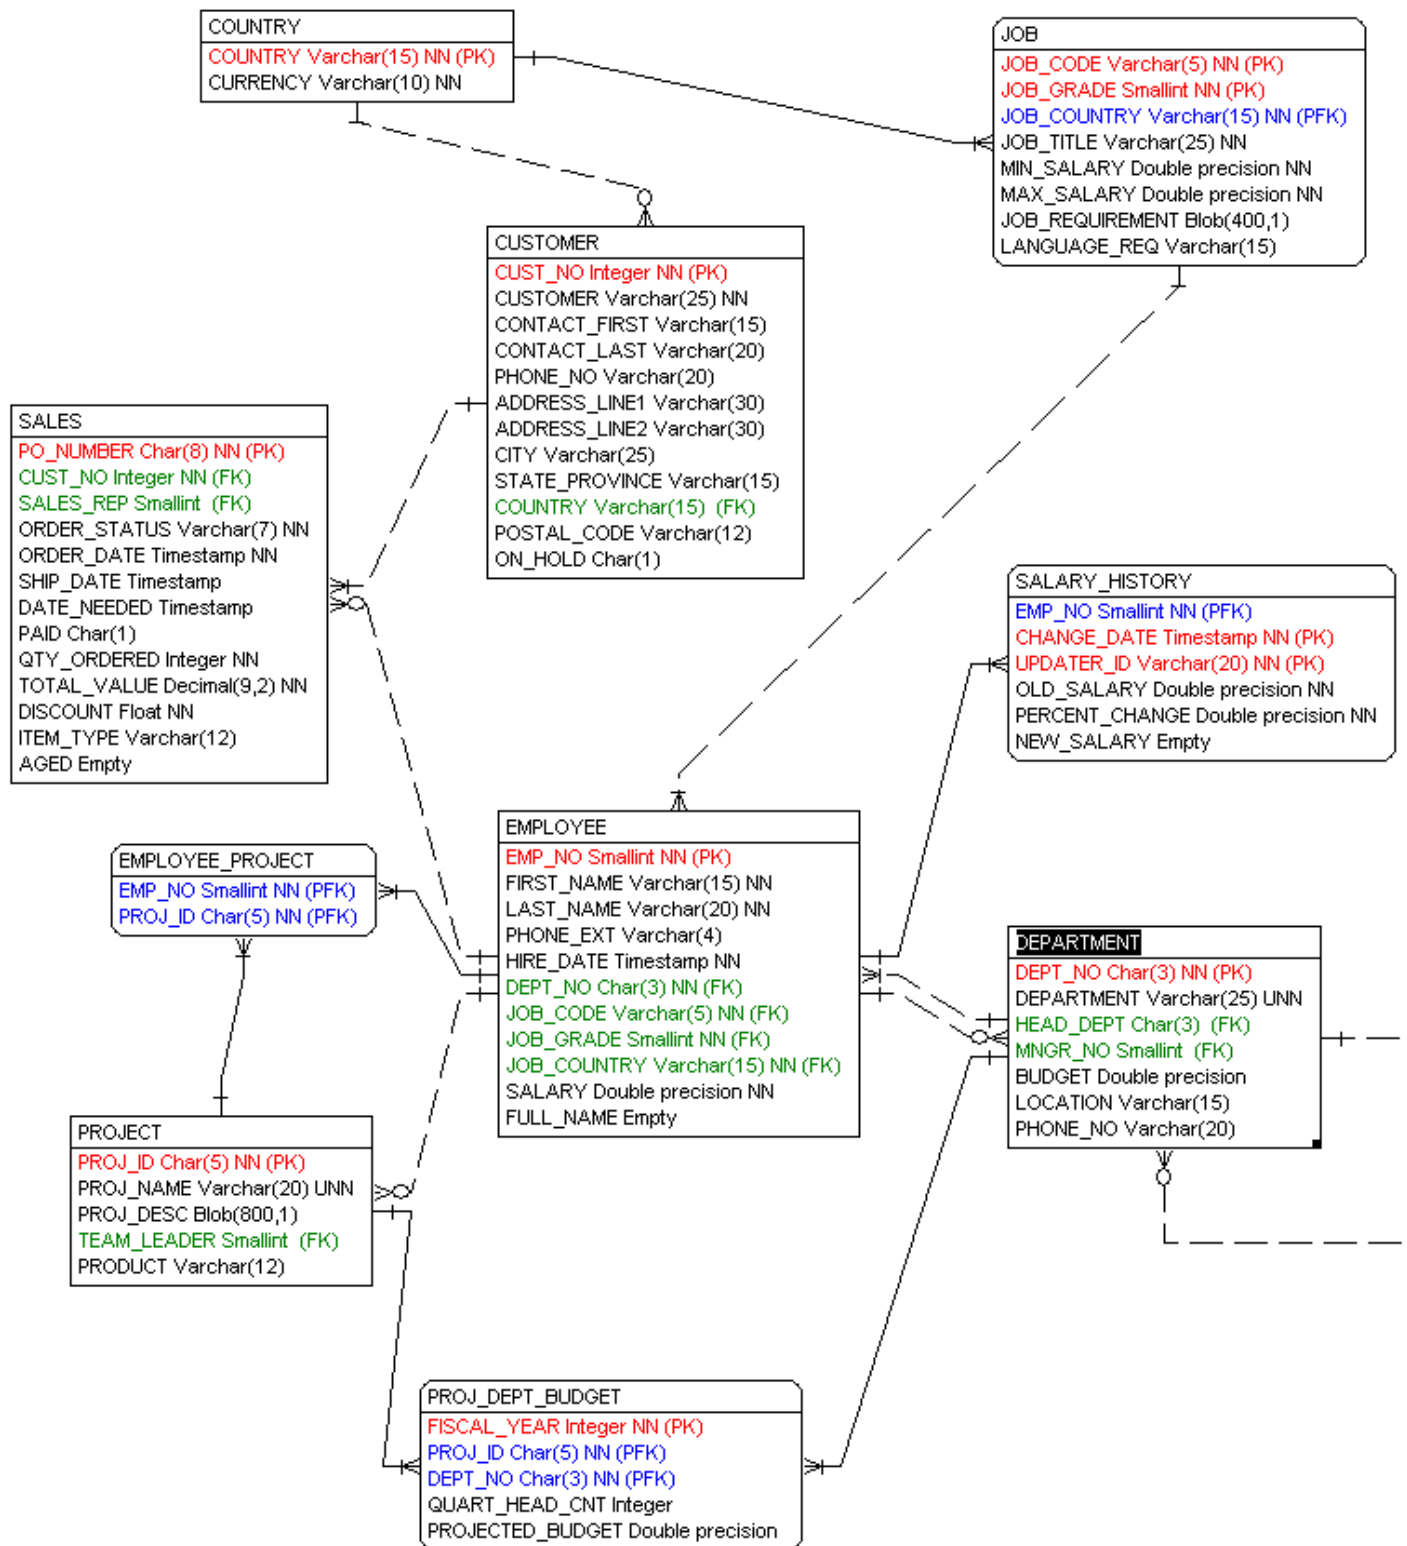 COUNTRY
COUNTRY Varchar(15) NN (PK)
CURRENCY Varchar(10) NN
JOB
JOB_CODE Varchar(5) NN (PK)
JOB_GRADE Smallint NN (PK)
JOB_COUNTRY Varchar(15) NN (PFK)
JOB_TITLE Varchar(25) NN
MIN_SALARY Double precision NN
MAX_SALARY Double precision NN
JOB_REQUIREMENT Blob(400,1)
LANGUAGE_REQ Varchar(15)
CUSTOMER
CUST_NO Integer NN (PK)
CUSTOMER Varchar(25) NN
CONTACT_FIRST Varchar(15)
CONTACT_LAST Varchar(20)
PHONE_NO Varchar(20)
ADDRESS_LINE1 Varchar(30)
ADDRESS_LINE2 Varchar(30)
CITY Varchar(25)
STATE_PROVINCE Varchar(15)
COUNTRY Varchar(15) (FK)
POSTAL_CODE Varchar(12)
ON_HOLD Char(1)
SALES
PO_NUMBER Char(8) NN (PK)
CUST_NO Integer NN (FK)
SALES_REP Smallint (FK)
ORDER_STATUS Varchar(7) NN
ORDER_DATE Timestamp NN
SHIP_DATE Timestamp
DATE_NEEDED Timestamp
PAID Char(1)
QTY_ORDERED Integer NN
TOTAL_VALUE Decimal(9,2) NN
DISCOUNT Float NN
ITEM_TYPE Varchar(12)
AGED Empty
SALARY_HISTORY
EMP_NO Smallint NN (PFK)
CHANGE_DATE Timestamp NN (PK)
UPDATER_ID Varchar(20) NN (PK)
OLD_SALARY Double precision NN
PERCENT_CHANGE Double precision NN
NEW_SALARY Empty
EMPLOYEE
EMP_NO Smallint NN (PK)
FIRST_NAME Varchar(15) NN
LAST_NAME Varchar(20) NN
PHONE_EXT Varchar(4)
HIRE_DATE Timestamp NN
DEPT_NO Char(3) NN (FK)
JOB_CODE Varchar(5) NN (FK)
JOB_GRADE Smallint NN (FK)
JOB_COUNTRY Varchar(15) NN (FK)
SALARY Double precision NN
FULL_NAME Empty
EMPLOYEE_PROJECT
EMP_NO Smallint NN (PFK)
PROJ_ID Char(5) NN (PFK)
DEPARTMENT
DEPT_NO Char(3) NN (PK)
DEPARTMENT Varchar(25) UNN
HEAD_DEPT Char(3) (FK)
MNGR_NO Smallint (FK)
BUDGET Double precision
LOCATION Varchar(15)
PHONE_NO Varchar(20)
PROJECT
PROJ_ID Char(5) NN (PK)
PROJ_NAME Varchar(20) UNN
PROJ_DESC Blob(800,1)
TEAM_LEADER Smallint (FK)
PRODUCT Varchar(12)
PROJ_DEPT_BUDGET
FISCAL_YEAR Integer NN (PK)
PROJ_ID Char(5) NN (PFK)
DEPT_NO Char(3) NN (PFK)
QUART_HEAD_CNT Integer
PROJECTED_BUDGET Double precision